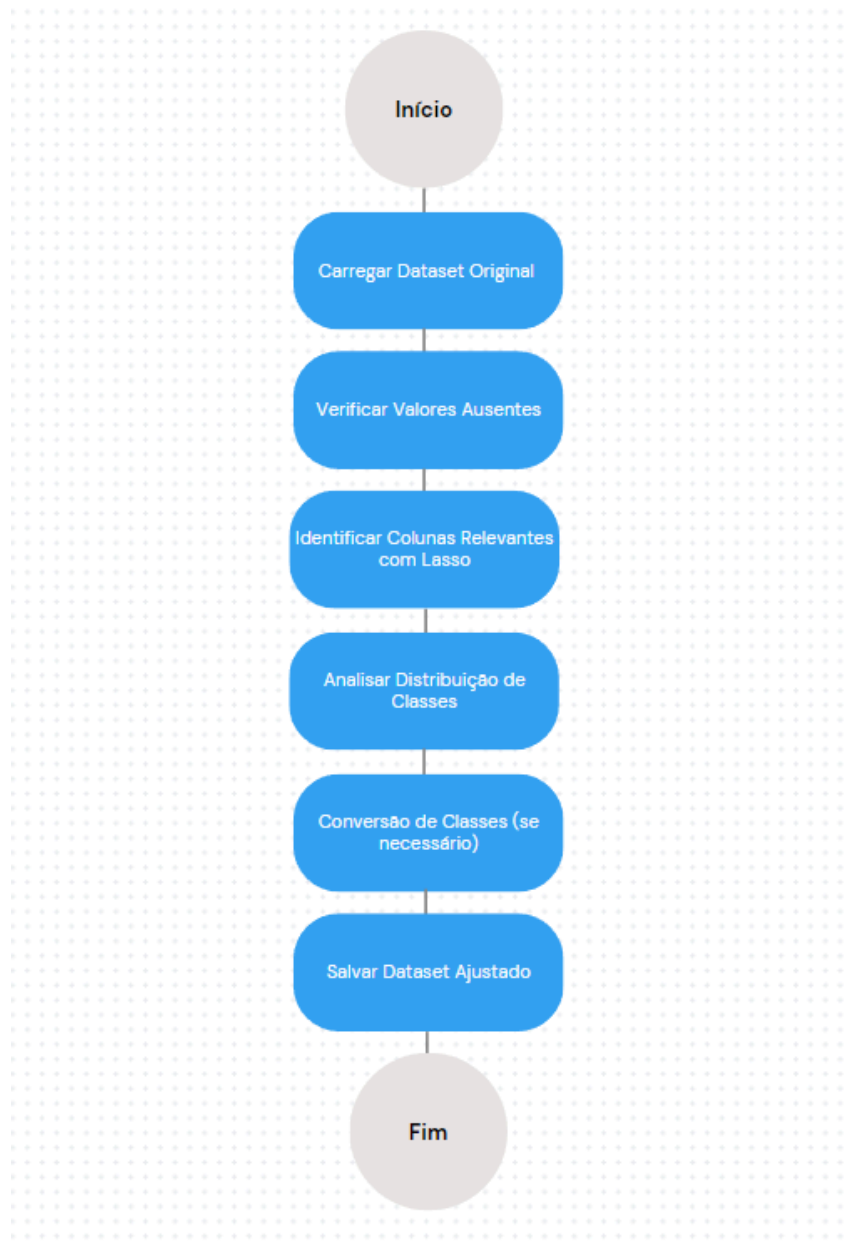 Início
Carregar Dataset Original
Verificar Valores Ausentes
Identificar Colunas Relevantes
com Lasso
Analisar Distribuição de
Classes
Conversão de Classes (se
necessário)
Salvar Dataset Ajustado
Fim